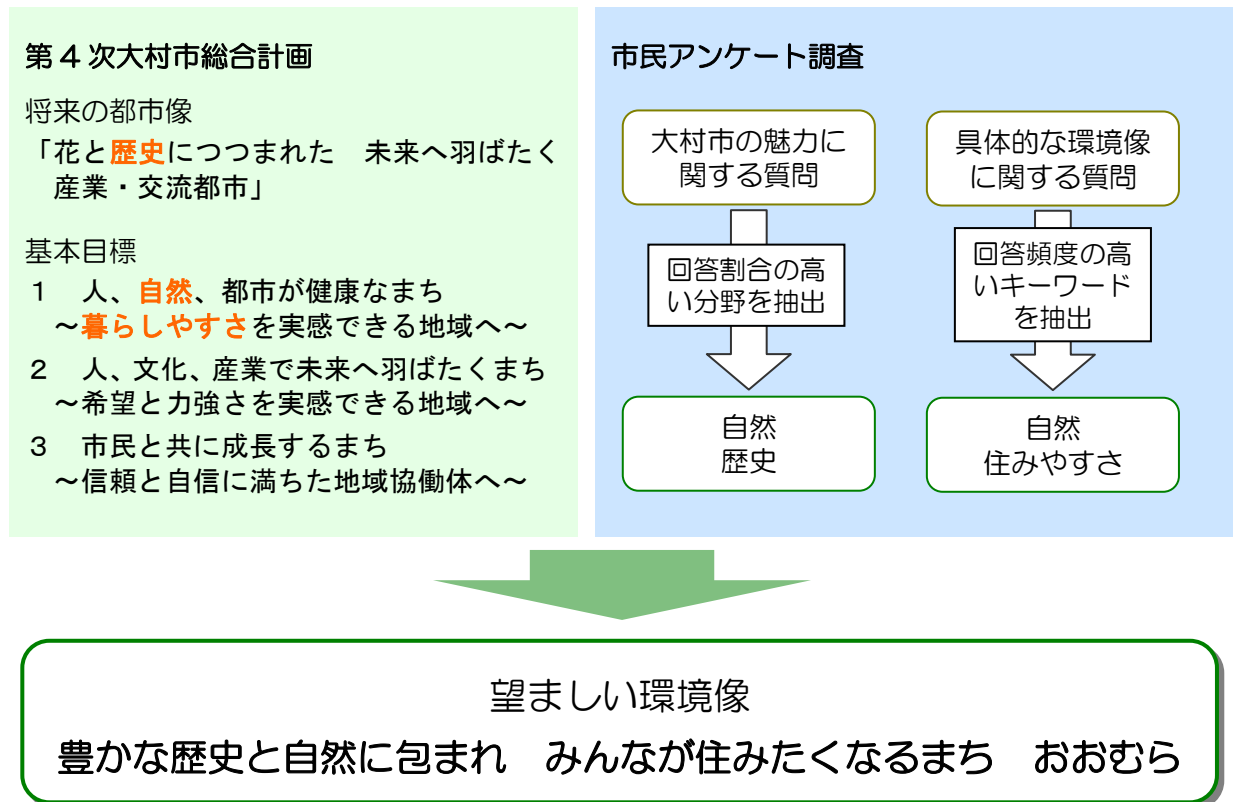 第4次大村市総合計画
将来の都市像
「花と歴史につつまれた　未来へ羽ばたく
産業・交流都市」
基本目標
１　人、自然、都市が健康なまち
～暮らしやすさを実感できる地域へ～
２　人、文化、産業で未来へ羽ばたくまち
～希望と力強さを実感できる地域へ～
３　市民と共に成長するまち
～信頼と自信に満ちた地域協働体へ～
市民アンケート調査
大村市の魅力に
関する質問
回答割合の高
い分野を抽出
自然
歴史
具体的な環境像
に関する質問
回答頻度の高
いキーワード
を抽出
自然
住みやすさ
望ましい環境像
豊かな歴史と自然に包まれ　みんなが住みたくなるまち　おおむら